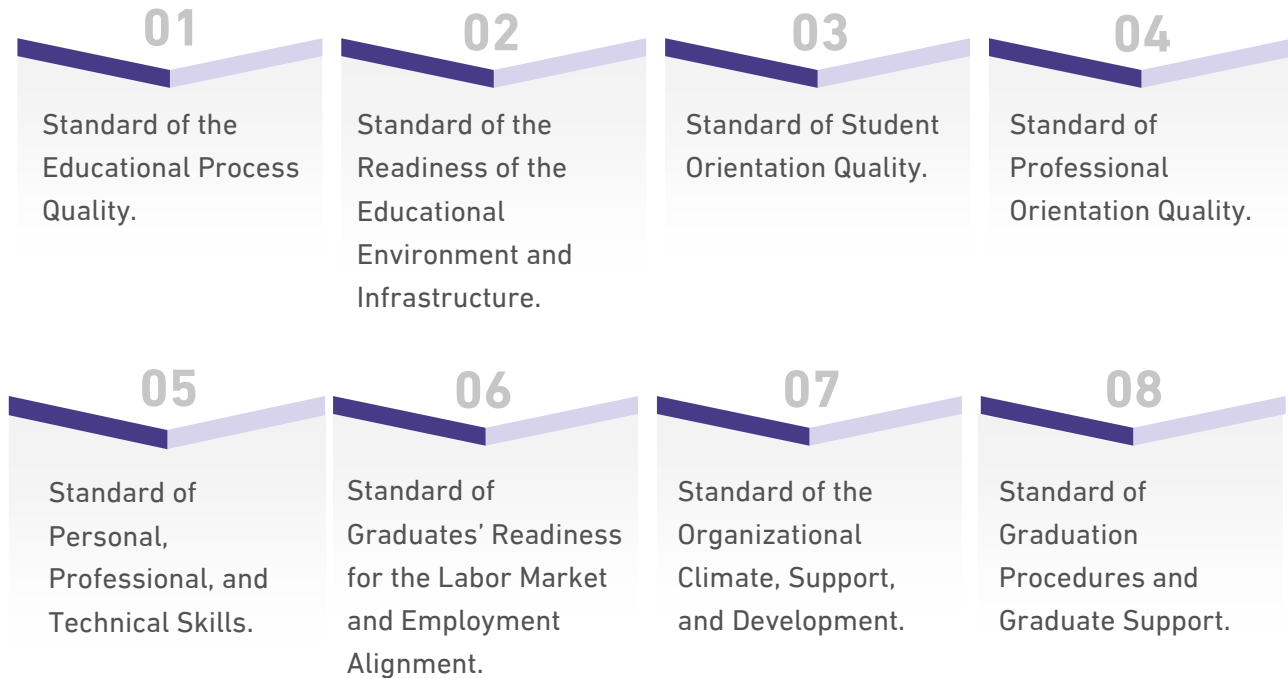 01
Standard of the
Educational Process
Quality.
02
Standard of the
Readiness of the
Educational
Environment and
Infrastructure.
03
Standard of Student
Orientation Quality.
04
Standard of
Professional
Orientation Quality.
05
Standard of
Personal,
Professional, and
Technical Skills.
06
Standard of
Graduates’ Readiness
for the Labor Market
and Employment
Alignment.
07
Standard of the
Organizational
Climate, Support,
and Development.
08
Standard of
Graduation
Procedures and
Graduate Support.